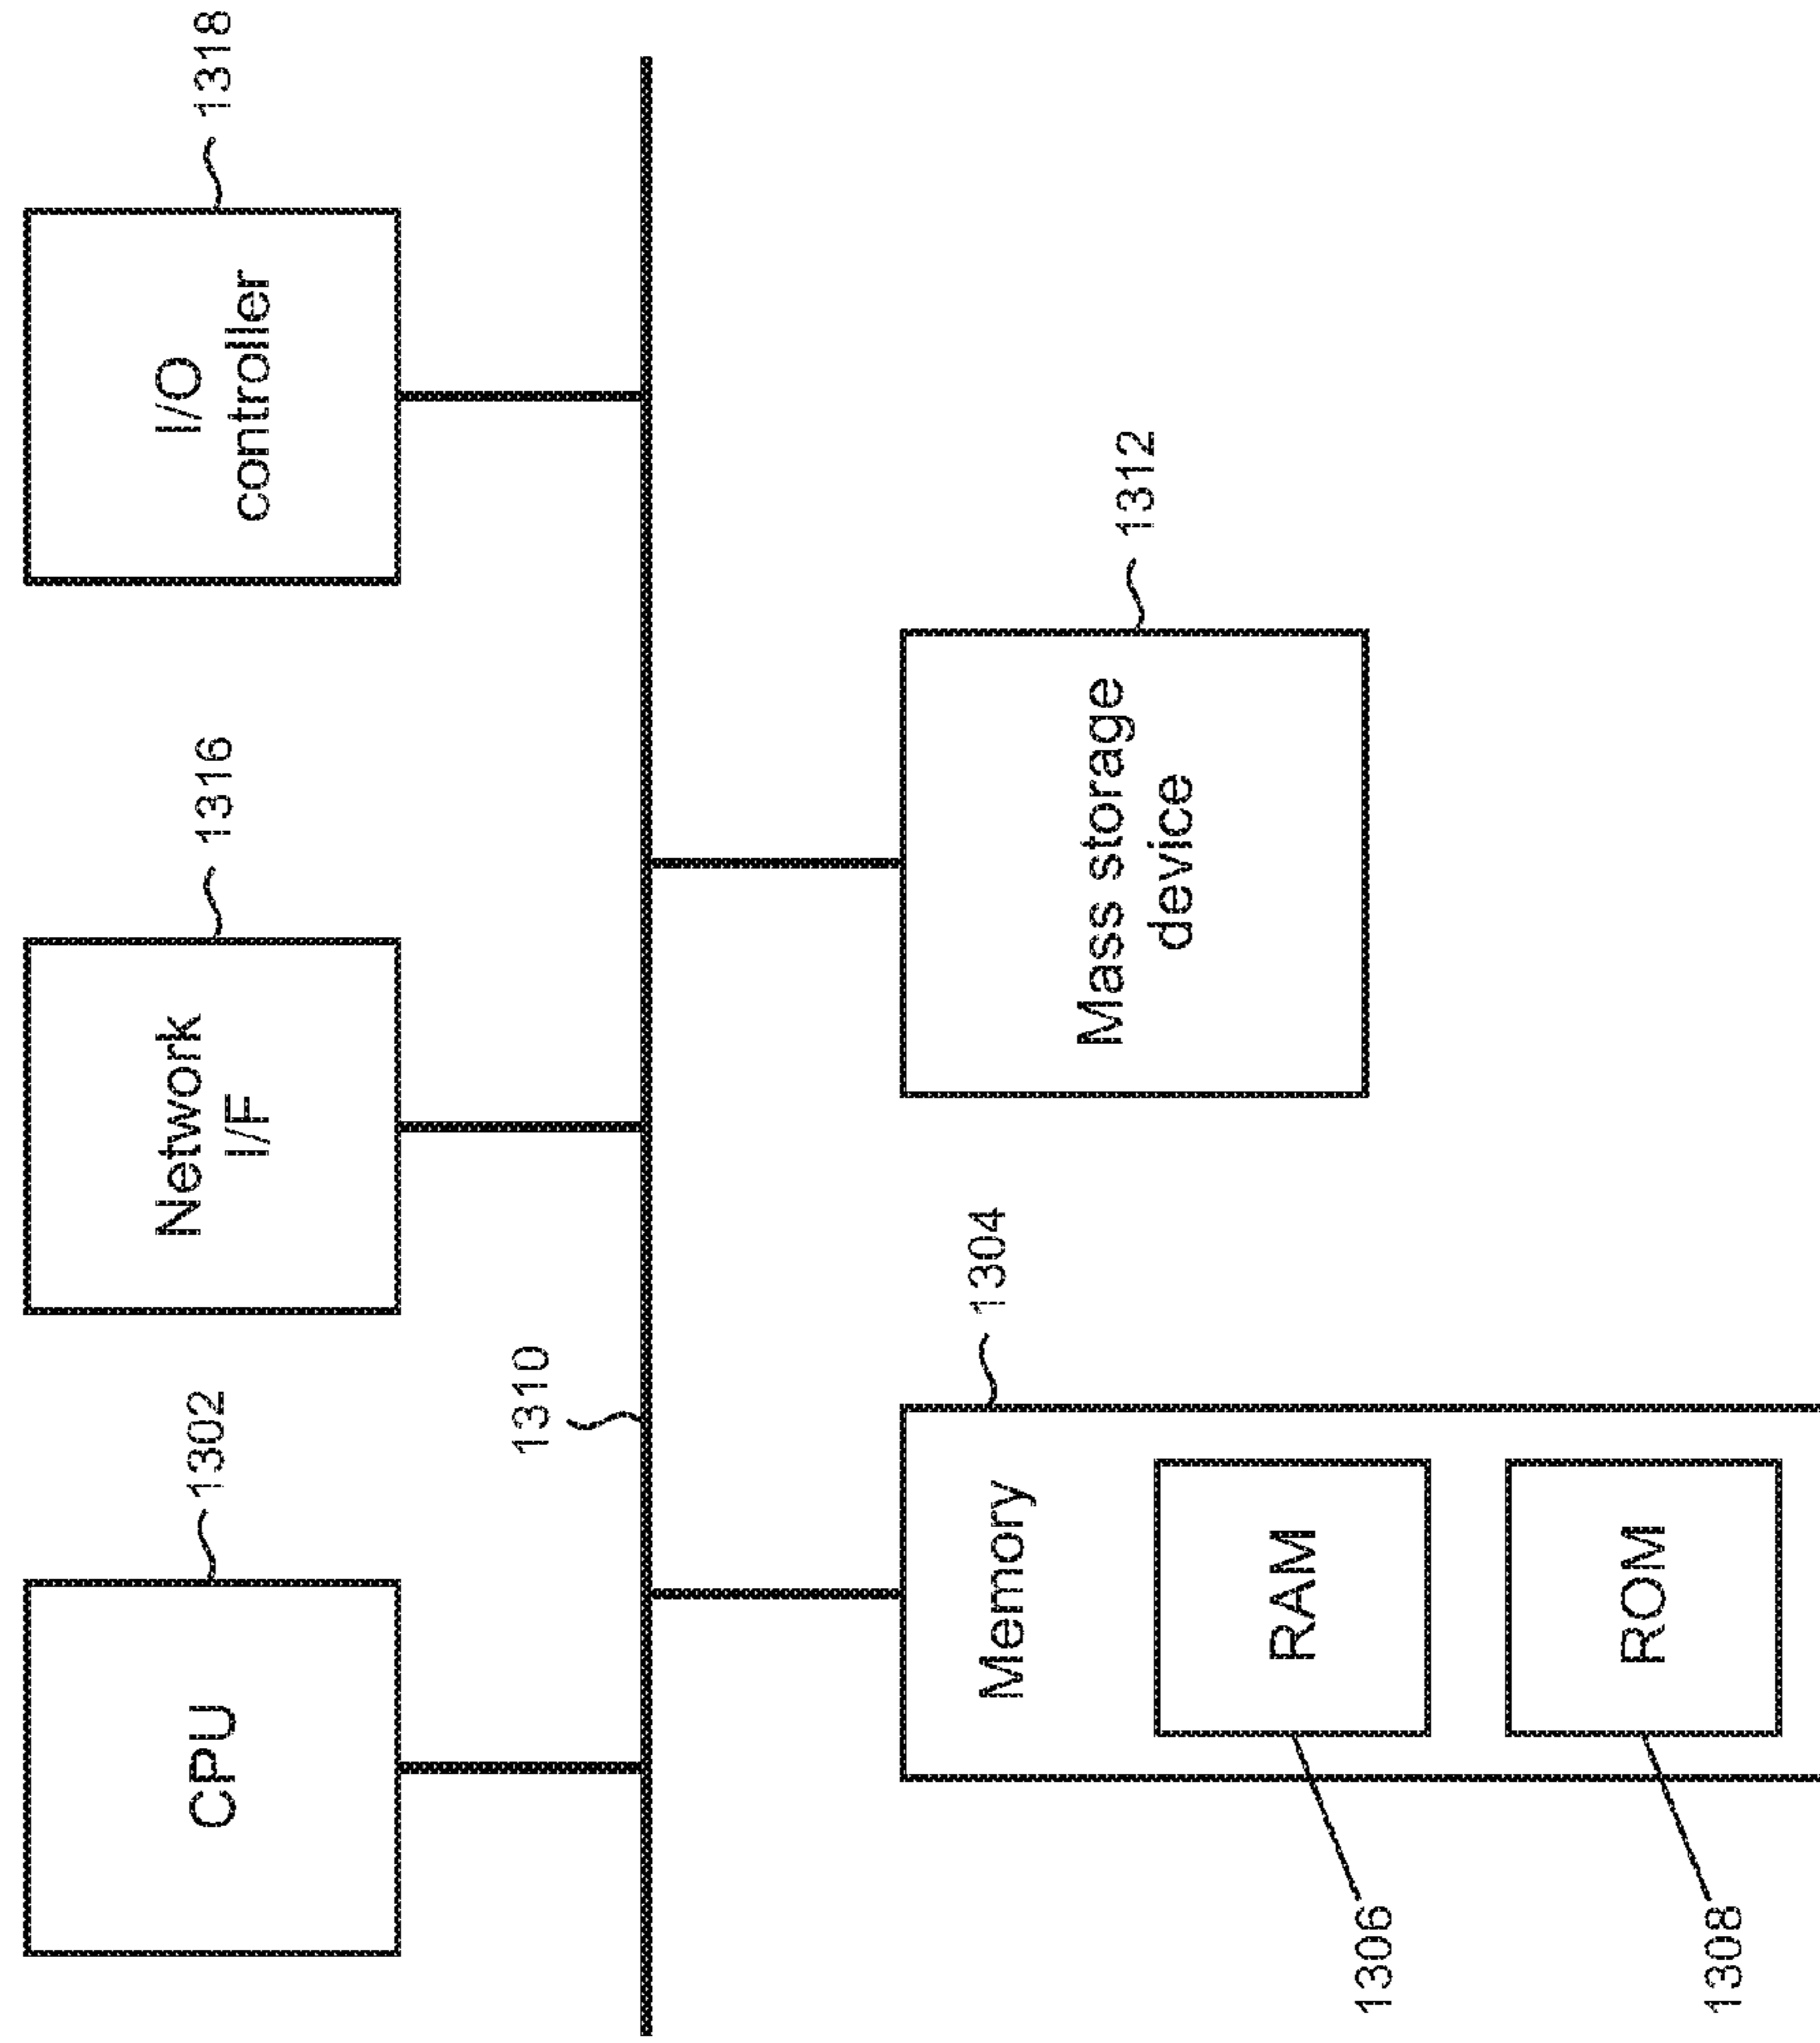 CPU
1302
Network
I/F
1316
I/O
controller
1318
1310
Memory
1304
RAM
1306
ROM
1308
Mass storage
device
1312